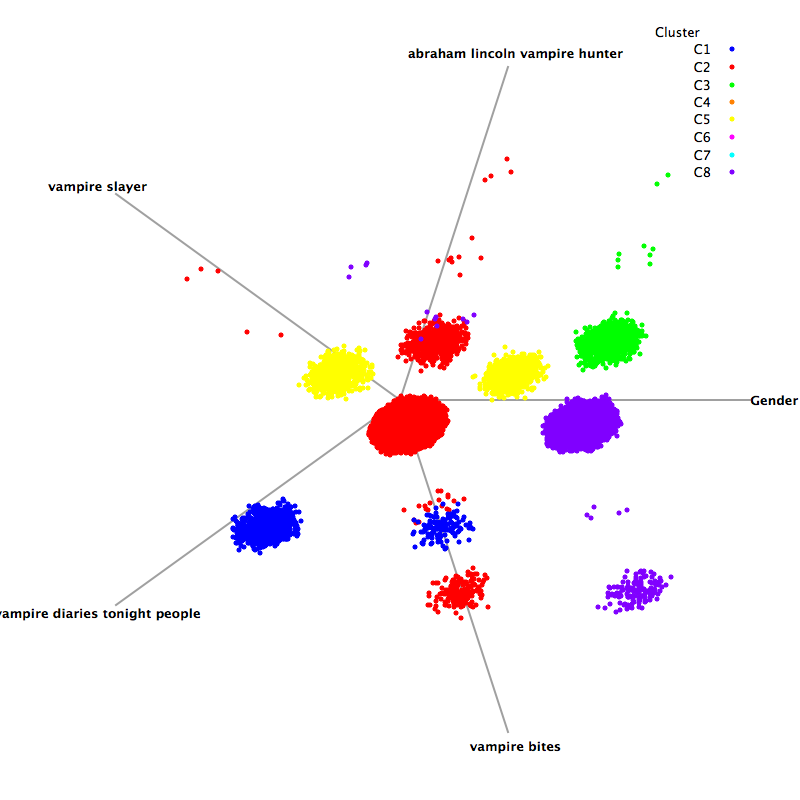 Cluster
abraham lincoln vampire hunter
C1
C2
C3
C4
C5
C6
C7
C8
vampire slayer
Gender
vampire diaries tonight people
vampire bites